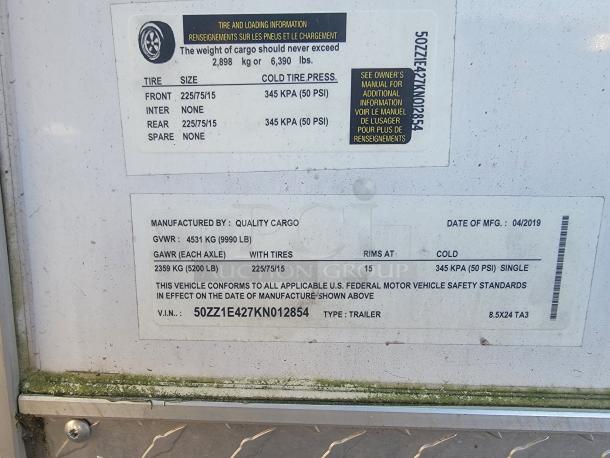 TIRE AND LOADING INFORMATION
RENSEIGNEMENTS SUR LES PNEUS ET LE CHARGEMENT
The weight of cargo should never exceed
2,898 kg or 6,390 lbs.
TIRE SIZE COLD TIRE PRESS.
FRONT 225/75/15 345 KPA (50 PSI)
INTER NONE
REAR 225/75/15 345 KPA (50 PSI)
SPARE NONE
SEE OWNER'S
MANUAL FOR
ADDITIONAL
INFORMATION
VOIR LE MANUEL
DE L'USAGER
POUR PLUS DE
RENSEIGNEMENTS
50ZZ1E427KN012854
MANUFACTURED BY: QUALITY CARGO DATE OF MFG.: 04/2019
GVWR: 4531 KG (9990 LB)
GAWR (EACH AXLE) WITH TIRES RIMS AT COLD
2359 KG (5200 LB) 225/75/15 15 345 KPA (50 PSI) SINGLE
THIS VEHICLE CONFORMS TO ALL APPLICABLE U.S. FEDERAL MOTOR VEHICLE SAFETY STANDARDS
IN EFFECT ON THE DATE OF MANUFACTURE SHOWN ABOVE
V.I.N.: 50ZZ1E427KN012854 TYPE: TRAILER 8.5X24 TA3
AUCTION GROUP